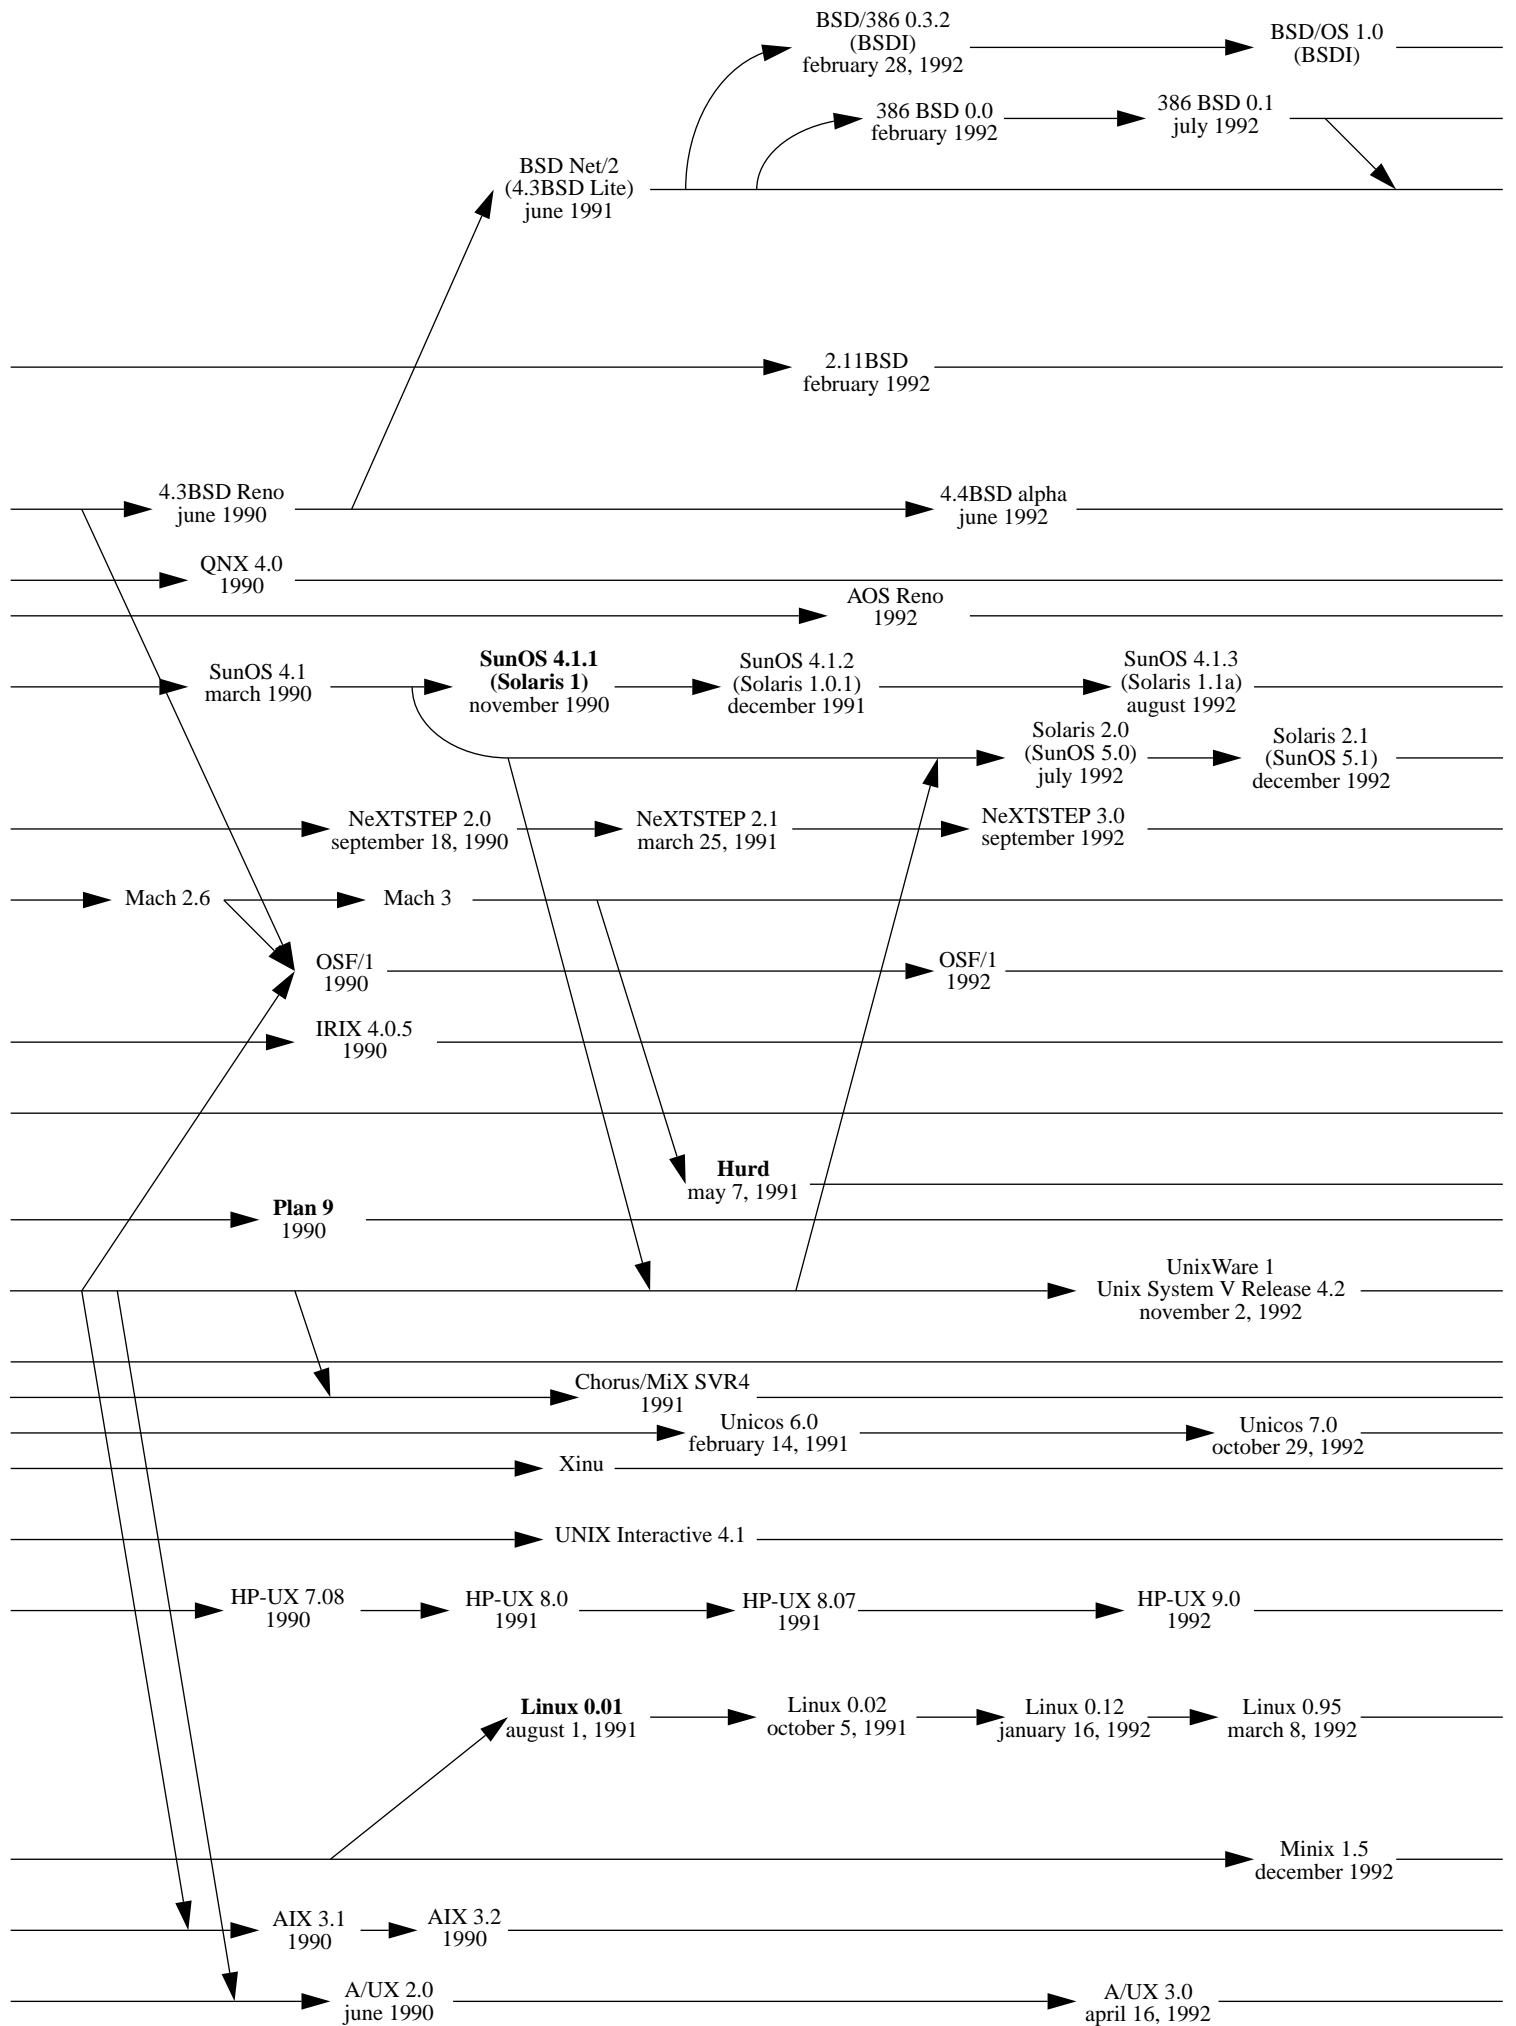 BSD/386 0.3.2
(BSDI)
february 28, 1992
BSD/OS 1.0
(BSDI)
386 BSD 0.0
february 1992
386 BSD 0.1
july 1992
BSD Net/2
(4.3BSD Lite)
june 1991
2.11BSD
february 1992
4.3BSD Reno
june 1990
4.4BSD alpha
june 1992
QNX 4.0
1990
AOS Reno
1992
SunOS 4.1
march 1990
SunOS 4.1.1
(Solaris 1)
november 1990
SunOS 4.1.2
(Solaris 1.0.1)
december 1991
SunOS 4.1.3
(Solaris 1.1a)
august 1992
Solaris 2.0
(SunOS 5.0)
july 1992
Solaris 2.1
(SunOS 5.1)
december 1992
NeXTSTEP 2.0
september 18, 1990
NeXTSTEP 2.1
march 25, 1991
NeXTSTEP 3.0
september 1992
Mach 2.6
Mach 3
OSF/1
1990
OSF/1
1992
IRIX 4.0.5
1990
Hurd
may 7, 1991
Plan 9
1990
UnixWare 1
Unix System V Release 4.2
november 2, 1992
Chorus/MiX SVR4
1991
Unicos 6.0
february 14, 1991
Unicos 7.0
october 29, 1992
Xinu
UNIX Interactive 4.1
HP-UX 7.08
1990
HP-UX 8.0
1991
HP-UX 8.07
1991
HP-UX 9.0
1992
Linux 0.01
august 1, 1991
Linux 0.02
october 5, 1991
Linux 0.12
january 16, 1992
Linux 0.95
march 8, 1992
Minix 1.5
december 1992
AIX 3.1
1990
AIX 3.2
1990
A/UX 2.0
june 1990
A/UX 3.0
april 16, 1992